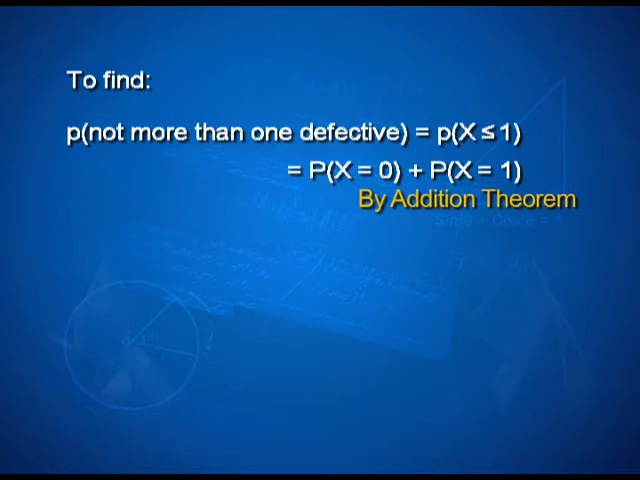 To find:
p(not more than one defective) = p(X ≤ 1)
= P(X = 0) + P(X = 1)
By Addition Theorem